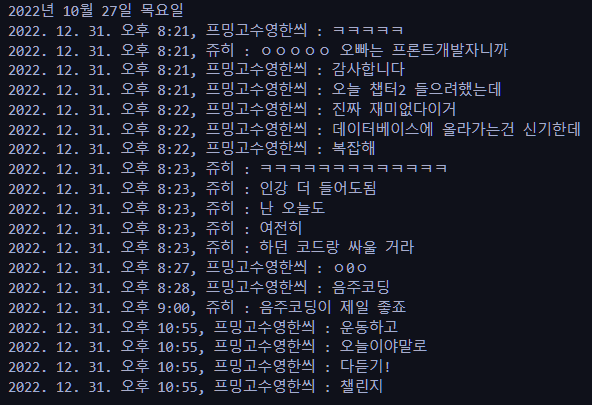 2022년 10월 27일 목요일
2022. 12. 31. 오후 8:21, 프밍고수영한씌 : ㅋㅋㅋㅋㅋ
2022. 12. 31. 오후 8:21, 쥬히 : ㅇㅇㅇㅇㅇ 오빠는 프론트개발자니까
2022. 12. 31. 오후 8:21, 프밍고수영한씌 : 감사합니다
2022. 12. 31. 오후 8:21, 프밍고수영한씌 : 오늘 챕터2 들으려했는데
2022. 12. 31. 오후 8:22, 프밍고수영한씌 : 진짜 재미없다이거
2022. 12. 31. 오후 8:22, 프밍고수영한씌 : 데이터베이스에 올라가는건 신기한데
2022. 12. 31. 오후 8:22, 프밍고수영한씌 : 복잡해
2022. 12. 31. 오후 8:23, 쥬히 : ㅋㅋㅋㅋㅋㅋㅋㅋㅋㅋㅋㅋㅋ
2022. 12. 31. 오후 8:23, 쥬히 : 인강 더 들어도됨
2022. 12. 31. 오후 8:23, 쥬히 : 난 오늘도
2022. 12. 31. 오후 8:23, 쥬히 : 여전히
2022. 12. 31. 오후 8:23, 쥬히 : 하던 코드랑 싸울 거라
2022. 12. 31. 오후 8:27, 프밍고수영한씌 : ㅇ0ㅇ
2022. 12. 31. 오후 8:28, 프밍고수영한씌 : 음주코딩
2022. 12. 31. 오후 9:00, 쥬히 : 음주코딩이 제일 좋죠
2022. 12. 31. 오후 10:55, 프밍고수영한씌 : 운동하고
2022. 12. 31. 오후 10:55, 프밍고수영한씌 : 오늘이야말로
2022. 12. 31. 오후 10:55, 프밍고수영한씌 : 다듣기!
2022. 12. 31. 오후 10:55, 프밍고수영한씌 : 챌린지